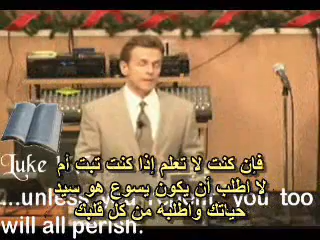 Luke
فإن كنت لا تعلم إذا كنت تبت أم
لا اطلب أن يكون يسوع هو سيد
حياتك واطلبه من كل قلبك
...unless you too
will all perish.